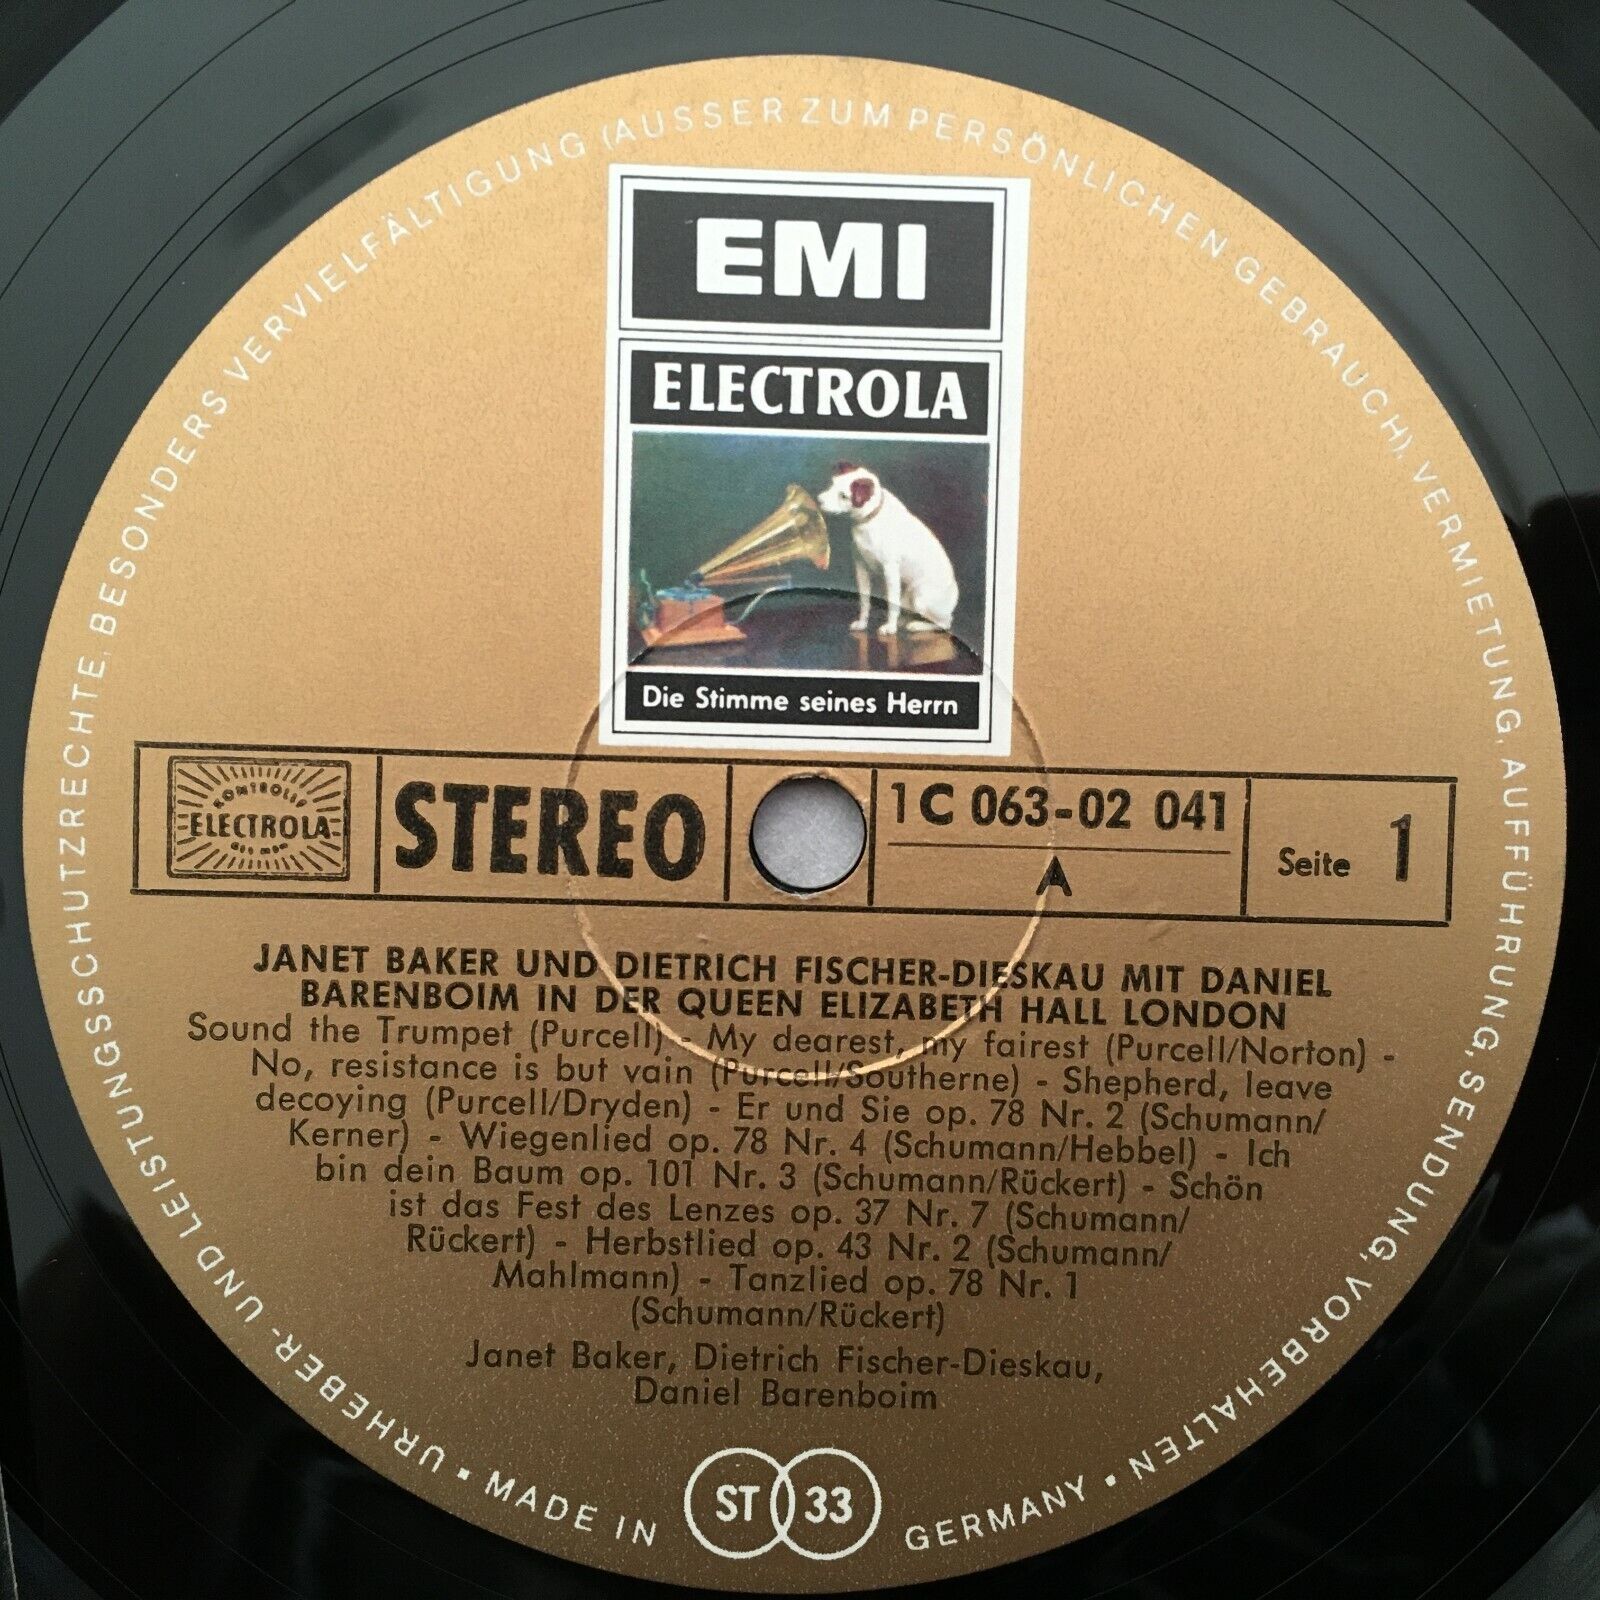 URHEBER- UND LEISTUNGSSCHUTZRECHTE, BESONDERS VERVIELFÄLTIGUNG (AUSSER ZUM PERSÖNLICHEN GEBRAUCH), VERMIETUNG, AUFFÜHRUNG, SENDUNG, VORBEHALTEN
EMI
ELECTROLA
Die Stimme seines Herrn
ELECTROLA
STEREO
1 C 063-02 041
A
Seite 1
JANET BAKER UND DIETRICH FISCHER-DIESKAU MIT DANIEL
BARENBOIM IN DER QUEEN ELIZABETH HALL LONDON
Sound the Trumpet (Purcell) - My dearest, my fairest (Purcell/Norton) -
No, resistance is but vain (Purcell/Southerne) - Shepherd, leave
decoying (Purcell/Dryden) - Er und Sie op. 78 Nr. 2 (Schumann/
Kerner) - Wiegenlied op. 78 Nr. 4 (Schumann/Hebbel) - Ich
bin dein Baum op. 101 Nr. 3 (Schumann/Rückert) - Schön
ist das Fest des Lenzes op. 37 Nr. 7 (Schumann/
Rückert) - Herbstlied op. 43 Nr. 2 (Schumann/
Mahlmann) - Tanzlied op. 78 Nr. 1
(Schumann/Rückert)
Janet Baker, Dietrich Fischer-Dieskau,
Daniel Barenboim
ST 33
• MADE IN GERMANY •